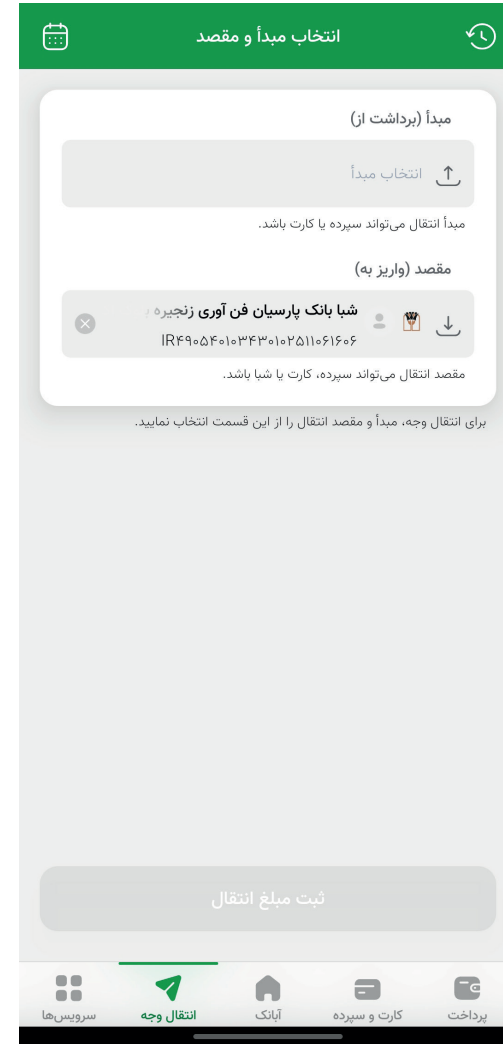 انتخاب مبدأ و مقصد
مبدأ (برداشت از)
انتخاب مبدأ
مبدأ انتقال می‌تواند سپرده یا کارت باشد.
مقصد (واریز به)
شبا بانک پارسیان فن آوری زنجیره
IR۴۹۰۵۴۰۱۰۳۴۳۰۱۰۲۵۱۱۰۶۱۶۰۶
مقصد انتقال می‌تواند سپرده، کارت یا شبا باشد.
برای انتقال وجه، مبدأ و مقصد انتقال را از این قسمت انتخاب نمایید.
ثبت مبلغ انتقال
پرداخت
کارت و سپرده
آبانک
انتقال وجه
سرویس‌ها